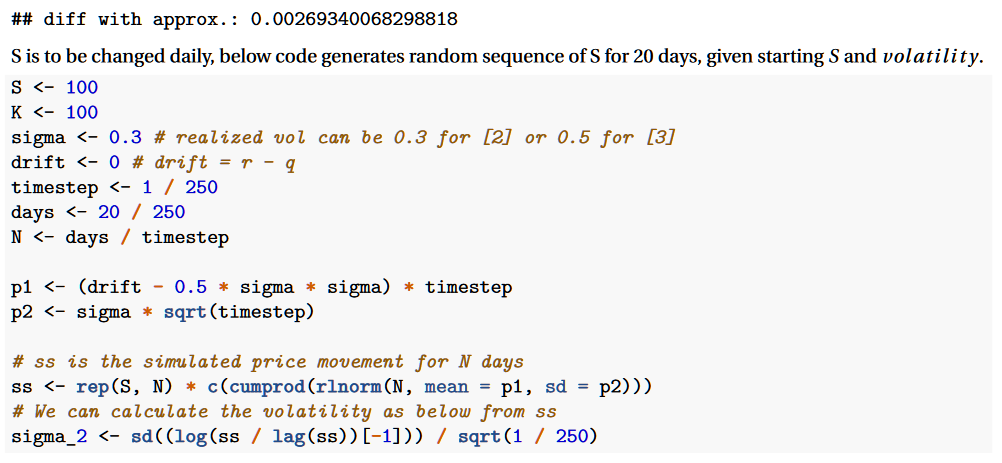 ## diff with approx.: 0.00269340068298818
S is to be changed daily, below code generates random sequence of S for 20 days, given starting S and volatility.
S <- 100
K <- 100
sigma <- 0.3 # realized vol can be 0.3 for [2] or 0.5 for [3]
drift <- 0 # drift = r - q
timestep <- 1 / 250
days <- 20 / 250
N <- days / timestep
p1 <- (drift - 0.5 * sigma * sigma) * timestep
p2 <- sigma * sqrt(timestep)
# ss is the simulated price movement for N days
ss <- rep(S, N) * c(cumprod(rlnorm(N, mean = p1, sd = p2)))
# We can calculate the volatility as below from ss
sigma_2 <- sd((log(ss / lag(ss))[-1])) / sqrt(1 / 250)